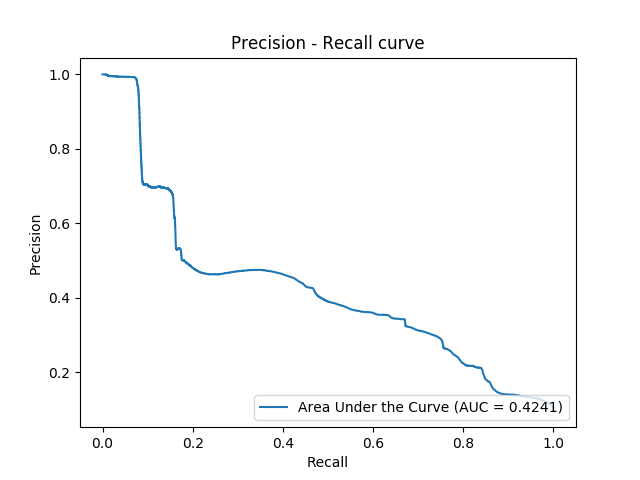 Precision - Recall curve
1.0
0.8
0.6
0.4
0.2
Precision
Area Under the Curve (AUC = 0.4241)
0.0
0.2
0.4
0.6
0.8
1.0
Recall